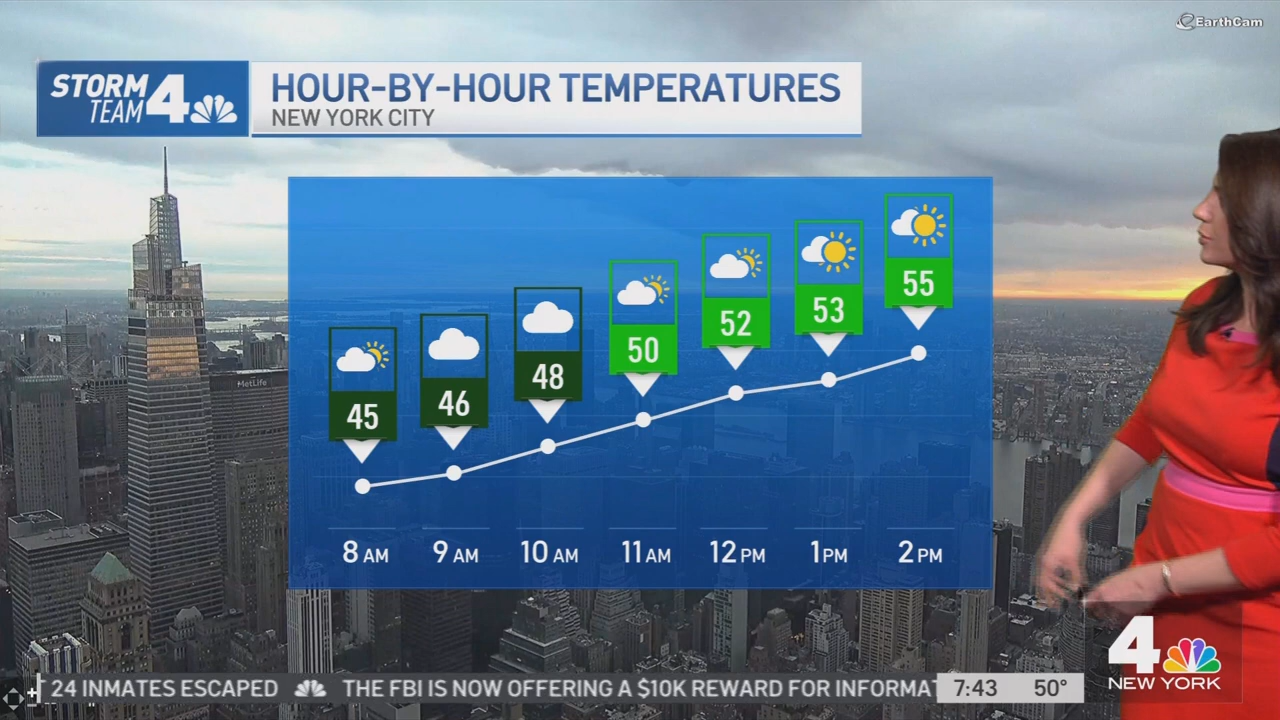 EarthCam
STORM TEAM 4
HOUR-BY-HOUR TEMPERATURES
NEW YORK CITY
MetLife
45 46 48 50 52 53 55
8 AM 9 AM 10 AM 11 AM 12 PM 1 PM 2 PM
4
NEW YORK
24 INMATES ESCAPED THE FBI IS NOW OFFERING A $10K REWARD FOR INFORMAT 7:43 50°